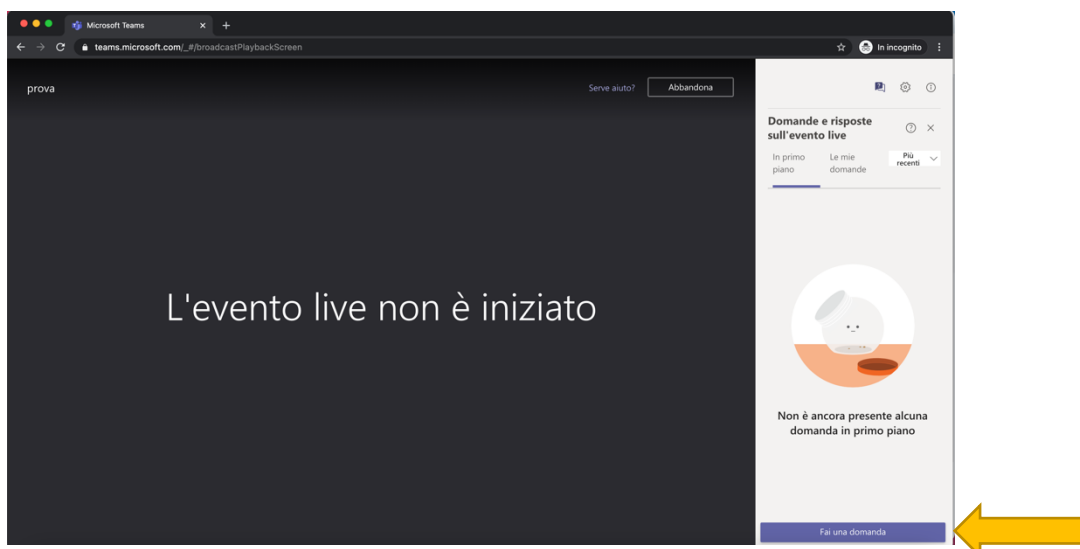 Microsoft Teams
teams.microsoft.com/_#/broadcastPlaybackScreen
In incognito
prova
Serve aiuto?
Abbandona
Domande e risposte
sull'evento live
In primo
piano
Le mie
domande
Più
recenti
L'evento live non è iniziato
Non è ancora presente alcuna
domanda in primo piano
Fai una domanda